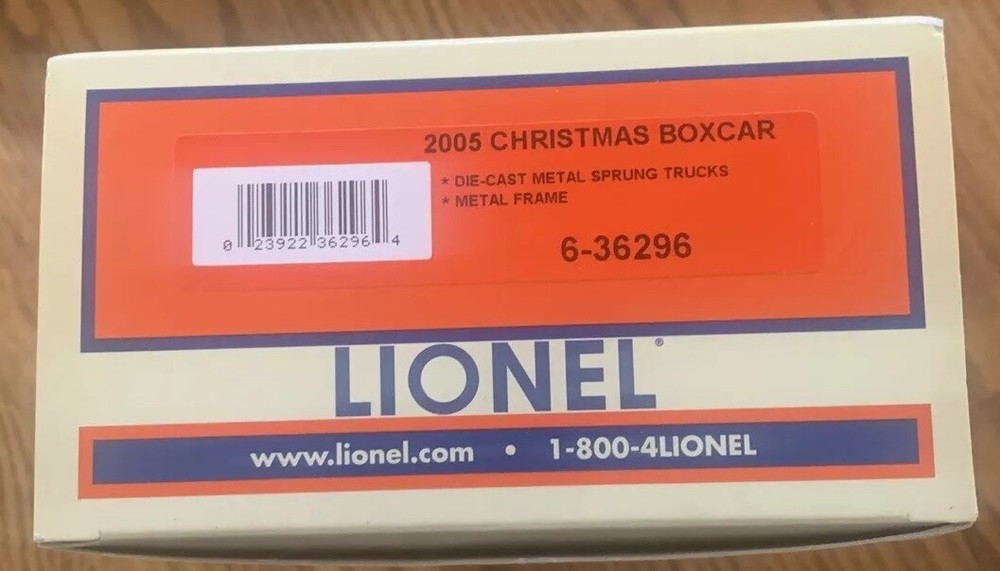 2005 CHRISTMAS BOXCAR
* DIE-CAST METAL SPRUNG TRUCKS
* METAL FRAME
0 23922 36296 4
6-36296
LIONEL®
www.lionel.com • 1-800-4LIONEL